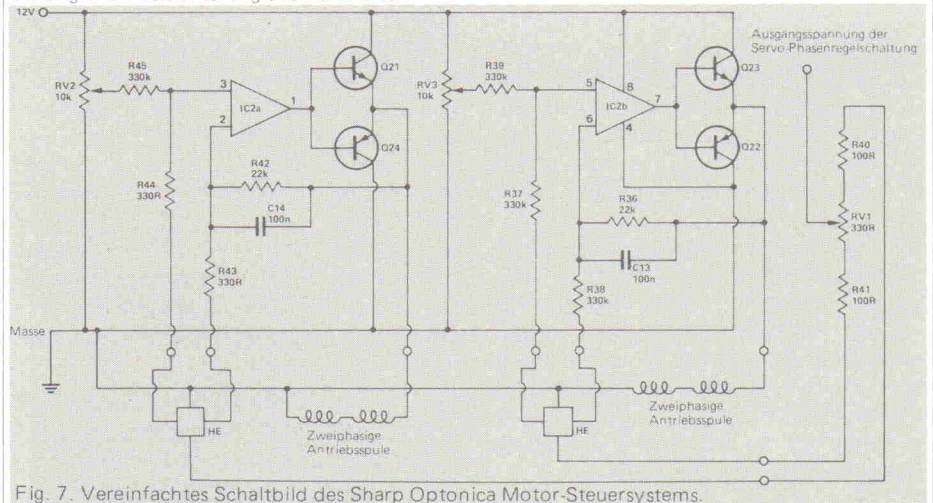 12V
RV2
10k
R45
330k
3
2
IC2a
1
Q21
Q24
R44
330R
R42
22k
C14
100n
R43
330R
RV3
10k
R39
330k
5
6
IC2b
8
4
7
Q23
Q22
R37
330k
R36
22k
C13
100n
R38
330k
Ausgangsspannung der
Servo-Phasenregelschaltung
R40
100R
RV1
330R
R41
100R
Masse
HE
Zweiphasige
Antriebsspule
HE
Zweiphasige
Antriebsspule
Fig. 7. Vereinfachtes Schaltbild des Sharp Optonica Motor-Steuersystems.